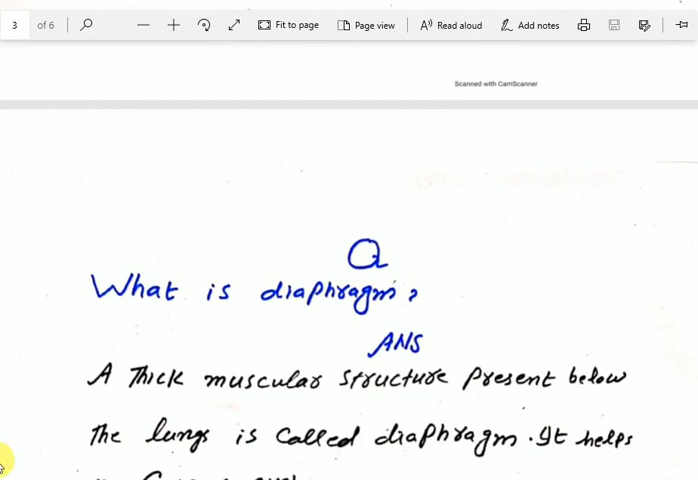 3 of 6 Fit to page Page view Read aloud Add notes
Scanned with CamScanner
Q
What is diaphragm?
ANS
A Thick muscular structure Present below
The lungs is Called diaphragm. It helps